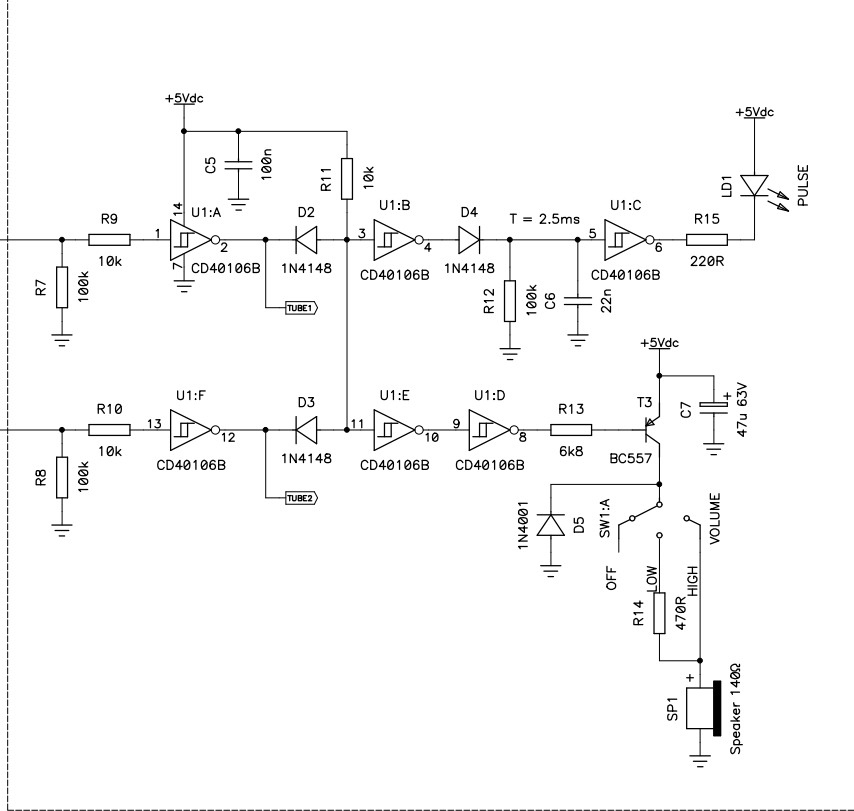 +5Vdc
C5
100n
R11
10k
14
U1:A
R9
10k
1
2
7
CD40106B
R7
100k
D2
1N4148
TUBE1
U1:B
3
4
CD40106B
D4
1N4148
T = 2.5ms
R12
100k
C6
22n
U1:C
5
6
CD40106B
R15
220R
+5Vdc
LD1
PULSE
R10
10k
R8
100k
U1:F
13
12
CD40106B
D3
1N4148
TUBE2
U1:E
11
10
CD40106B
U1:D
9
8
CD40106B
R13
6k8
+5Vdc
T3
BC557
C7
+
47u 63V
1N4001
D5
SW1:A
VOLUME
OFF
LOW
HIGH
R14
470R
+
SP1
Speaker 140Ω